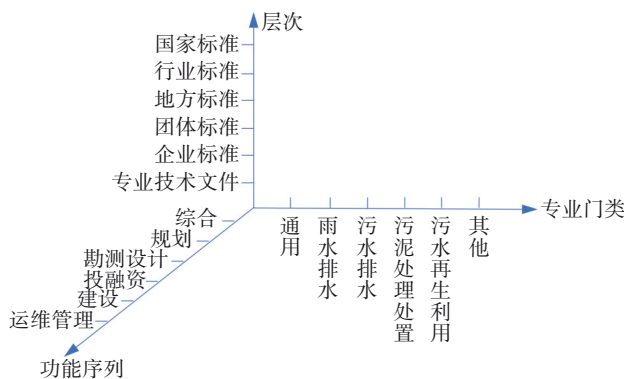 层次
国家标准
行业标准
地方标准
团体标准
企业标准
专业技术文件
专业门类
综合
规划
勘测设计
投融资
建设
运维管理
功能序列
通用
雨水排水
污水排水
污泥处理处置
污水再生利用
其他